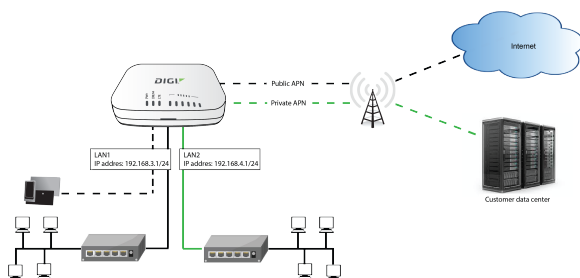 Internet
DIGI
Public APN
Private APN
LAN1
IP addres: 192.168.3.1/24
LAN2
IP addres: 192.168.4.1/24
Customer data center